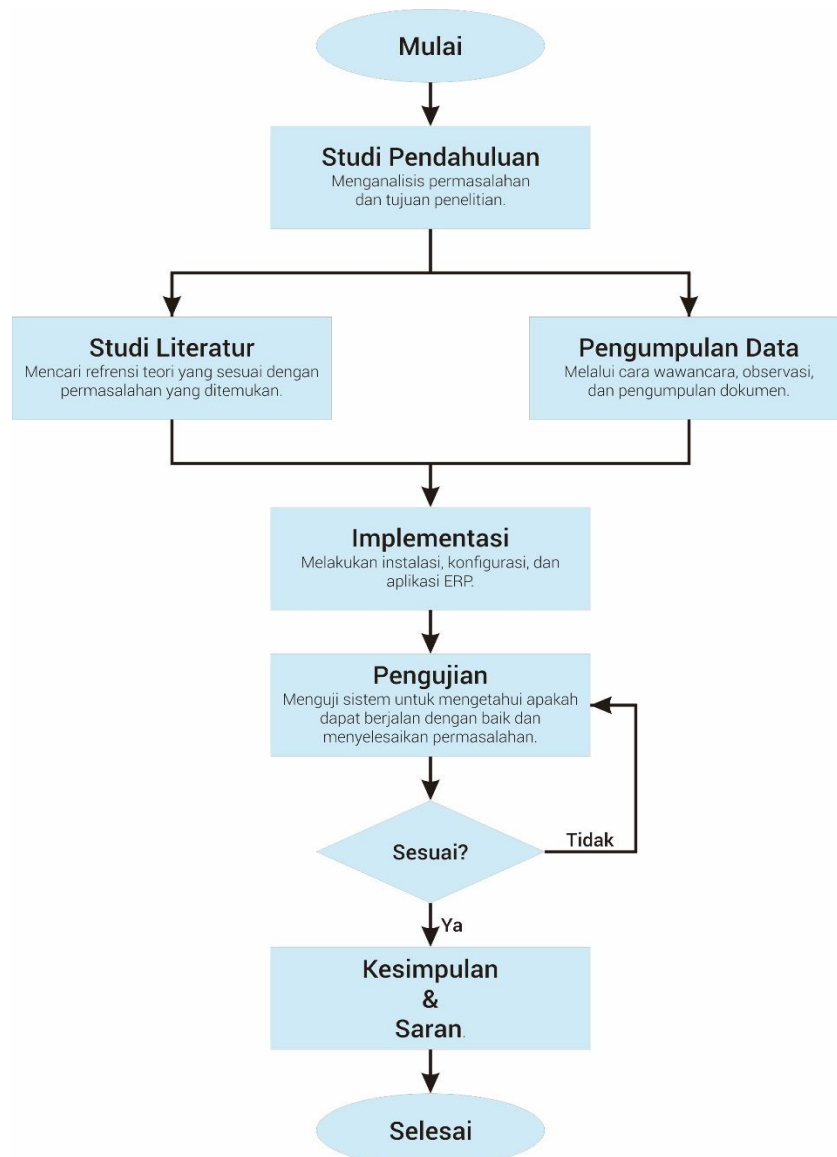 Mulai
Studi Pendahuluan
Menganalisis permasalahan
dan tujuan penelitian.
Studi Literatur
Mencari refrensi teori yang sesuai dengan
permasalahan yang ditemukan.
Pengumpulan Data
Melalui cara wawancara, observasi,
dan pengumpulan dokumen.
Implementasi
Melakukan instalasi, konfigurasi, dan
aplikasi ERP.
Pengujian
Menguji sistem untuk mengetahui apakah
dapat berjalan dengan baik dan
menyelesaikan permasalahan.
Sesuai?
Tidak
Ya
Kesimpulan
&
Saran.
Selesai